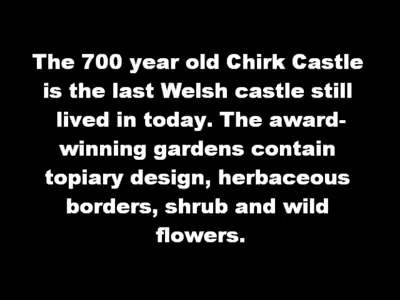 The 700 year old Chirk Castle
is the last Welsh castle still
lived in today. The award-
winning gardens contain
topiary design, herbaceous
borders, shrub and wild
flowers.